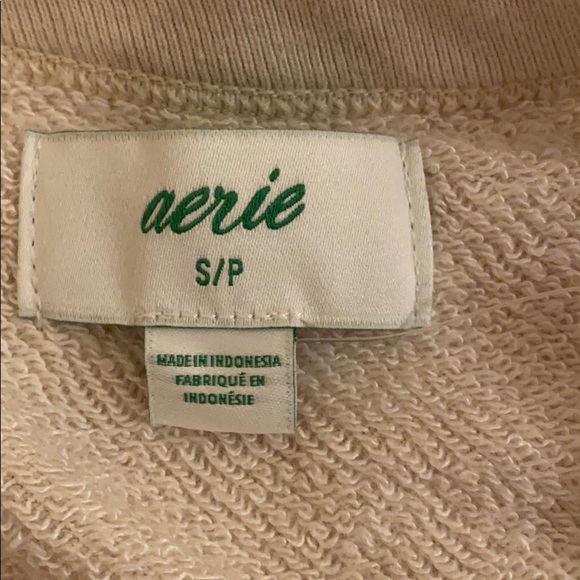 aerie
S/P
MADE IN INDONESIA
FABRIQUÉ EN
INDONÉSIE